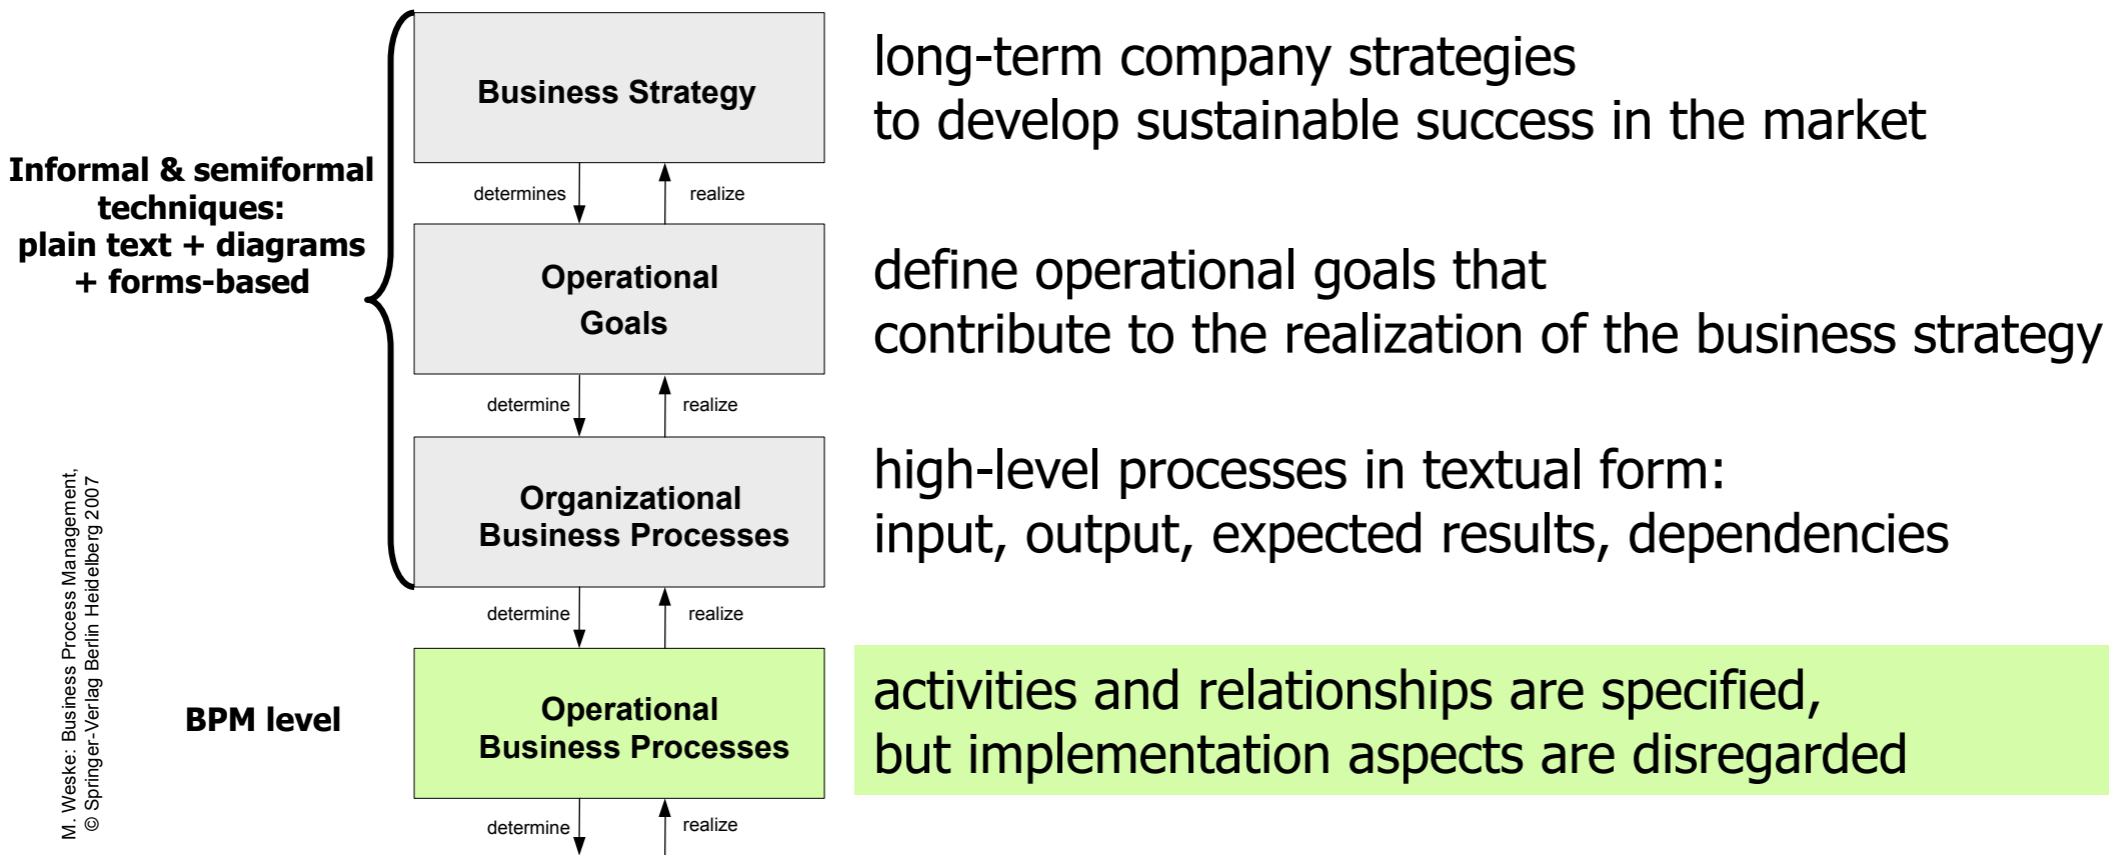 Business Strategy
long-term company strategies
to develop sustainable success in the market
Informal & semiformal
techniques:
plain text + diagrams
+ forms-based
determines
realize
Operational
Goals
define operational goals that
contribute to the realization of the business strategy
determine
realize
Organizational
Business Processes
high-level processes in textual form:
input, output, expected results, dependencies
determine
realize
BPM level
Operational
Business Processes
activities and relationships are specified,
but implementation aspects are disregarded
determine
realize
M. Weske: Business Process Management,
© Springer-Verlag Berlin Heidelberg 2007